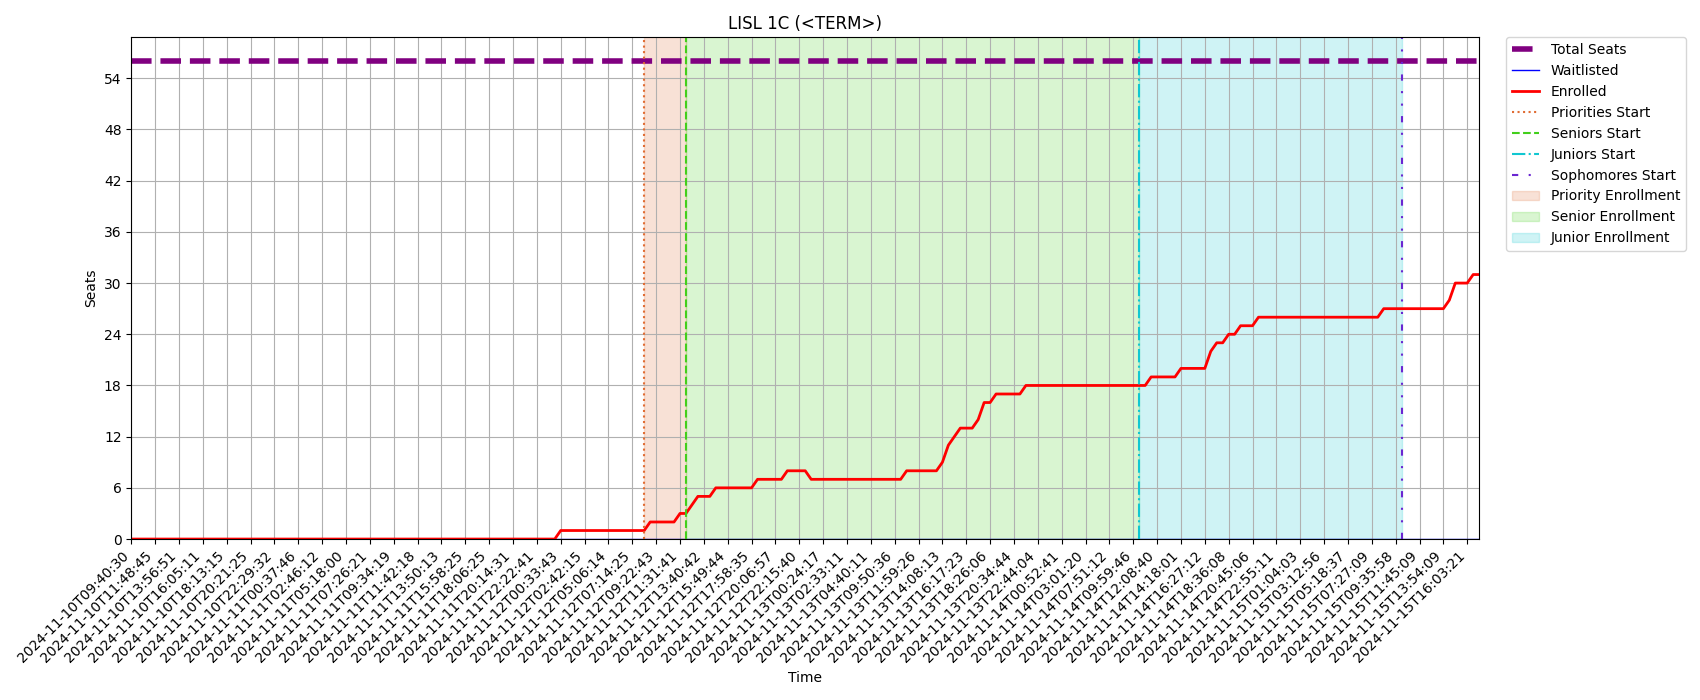 LISL 1C (<TERM>)
Total Seats
Waitlisted
Enrolled
Priorities Start
Seniors Start
Juniors Start
Sophomores Start
Priority Enrollment
Senior Enrollment
Junior Enrollment
Seats
54
48
42
36
30
24
18
12
6
0
2024-11-10T09:40:30
2024-11-10T11:48:45
2024-11-10T13:56:51
2024-11-10T16:05:11
2024-11-10T18:13:15
2024-11-10T20:21:25
2024-11-10T22:29:32
2024-11-11T00:37:46
2024-11-11T02:46:12
2024-11-11T05:18:00
2024-11-11T07:26:21
2024-11-11T09:34:19
2024-11-11T11:42:18
2024-11-11T13:50:13
2024-11-11T15:58:25
2024-11-11T18:06:25
2024-11-11T20:14:31
2024-11-11T22:22:41
2024-11-12T00:33:43
2024-11-12T02:42:15
2024-11-12T05:06:14
2024-11-12T07:14:25
2024-11-12T09:22:43
2024-11-12T11:31:41
2024-11-12T13:40:42
2024-11-12T15:49:44
2024-11-12T17:58:35
2024-11-12T20:06:57
2024-11-12T22:15:40
2024-11-13T00:24:17
2024-11-13T02:33:11
2024-11-13T04:40:11
2024-11-13T09:50:36
2024-11-13T11:59:26
2024-11-13T14:08:13
2024-11-13T16:17:23
2024-11-13T18:26:04
2024-11-13T20:34:44
2024-11-13T22:44:04
2024-11-14T00:52:41
2024-11-14T03:01:20
2024-11-14T07:51:12
2024-11-14T09:59:46
2024-11-14T12:08:40
2024-11-14T14:18:01
2024-11-14T16:27:12
2024-11-14T18:36:08
2024-11-14T20:45:06
2024-11-14T22:55:11
2024-11-15T01:04:03
2024-11-15T03:12:56
2024-11-15T05:18:37
2024-11-15T07:27:09
2024-11-15T09:35:58
2024-11-15T11:45:09
2024-11-15T13:54:09
2024-11-15T16:03:21
Time